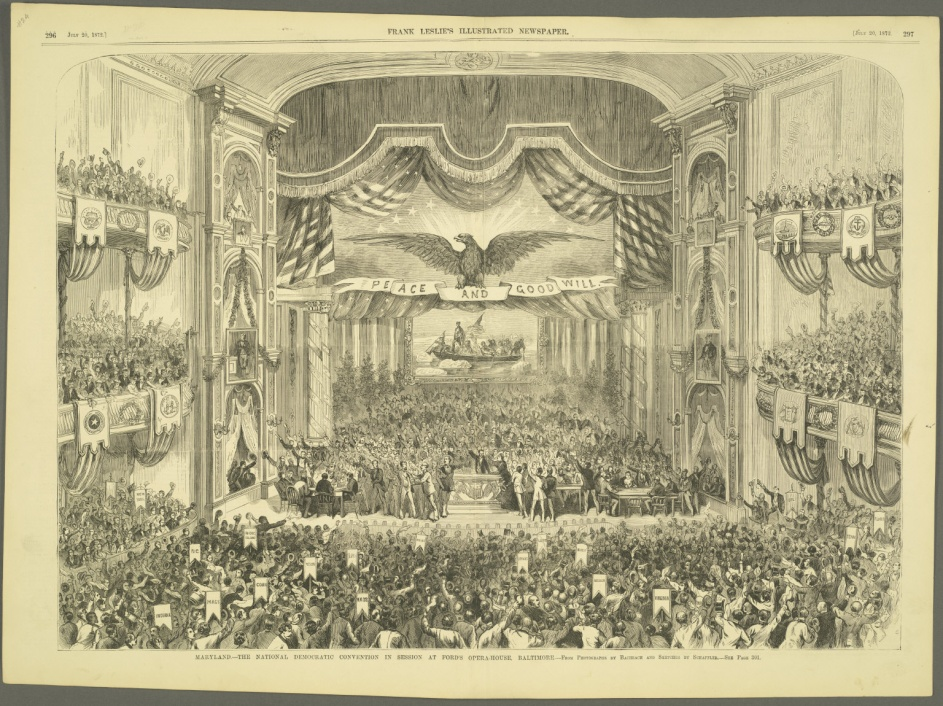 296 July 20, 1872.]
FRANK LESLIE'S ILLUSTRATED NEWSPAPER.
[July 20, 1872. 297
PEACE AND GOOD WILL.
MARYLAND.—THE NATIONAL DEMOCRATIC CONVENTION IN SESSION AT FORD'S OPERA-HOUSE, BALTIMORE.—From Photographs by Bachrach and Sketches by Schaffler.—See Page 301.